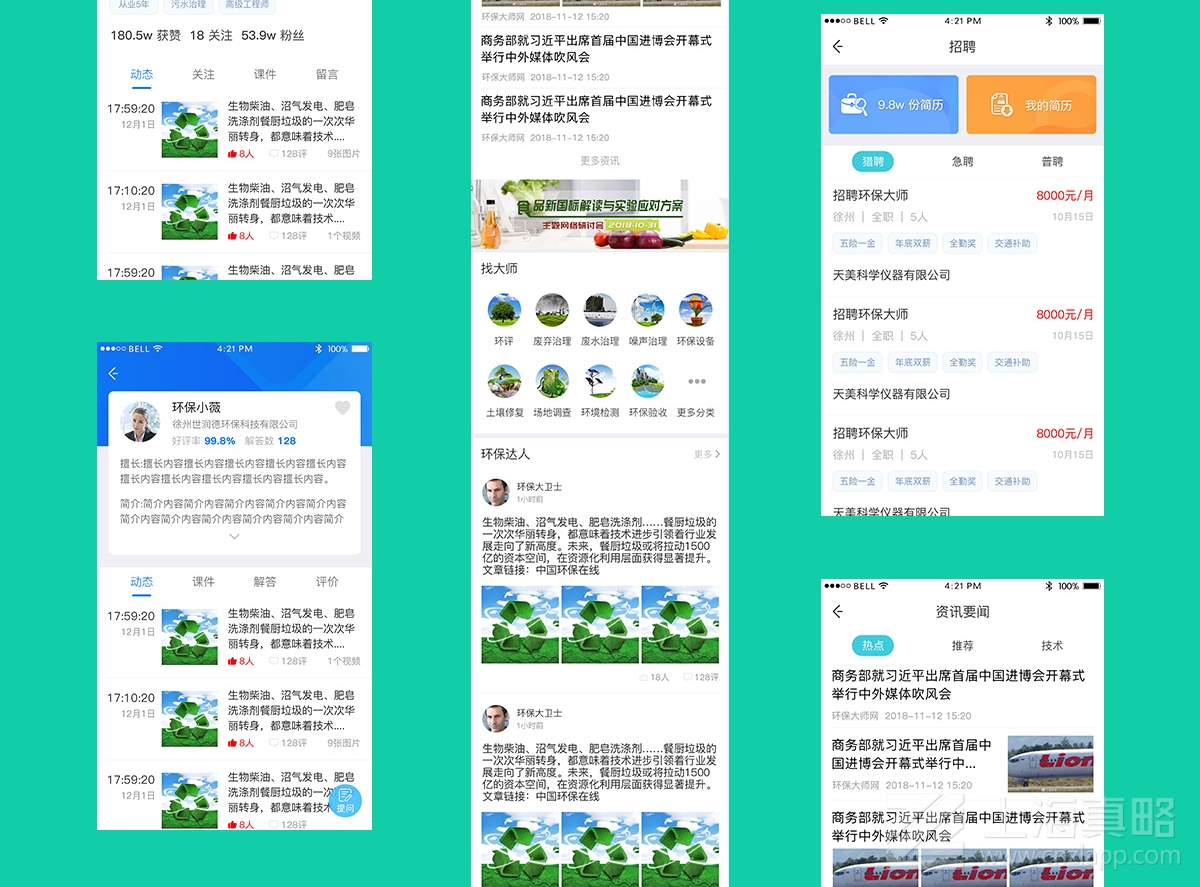 从业5年 污水治理 高级工程师
180.5w 获赞 18 关注 53.9w 粉丝
动态 关注 课件 留言
17:59:20
12月1日
生物柴油、沼气发电、肥皂
洗涤剂餐厨垃圾的一次次华
丽转身，都意味着技术....
8人 128评 9张图片
17:10:20
12月1日
生物柴油、沼气发电、肥皂
洗涤剂餐厨垃圾的一次次华
丽转身，都意味着技术....
8人 128评 1个视频
17:59:20
生物柴油、沼气发电、肥皂
BELL 4:21 PM 100%
环保小薇
徐州世润德环保科技有限公司
好评率 99.8% 解答数 128
擅长:擅长内容擅长内容擅长内容擅长内容擅长内容
擅长内容擅长内容擅长内容擅长内容擅长内容。
简介:简介内容简介内容简介内容简介内容简介内容
简介内容简介内容简介内容简介内容简介内容简介
动态 课件 解答 评价
17:59:20
12月1日
生物柴油、沼气发电、肥皂
洗涤剂餐厨垃圾的一次次华
丽转身，都意味着技术....
8人 128评 1个视频
17:10:20
12月1日
生物柴油、沼气发电、肥皂
洗涤剂餐厨垃圾的一次次华
丽转身，都意味着技术....
8人 128评 9张图片
17:59:20
12月1日
生物柴油、沼气发电、肥皂
洗涤剂餐厨垃圾的一次次华
丽转身，都意味着技术
8人 128评
提问
环保大师网 2018-11-12 15:20
商务部就习近平出席首届中国进博会开幕式
举行中外媒体吹风会
环保大师网 2018-11-12 15:20
商务部就习近平出席首届中国进博会开幕式
举行中外媒体吹风会
环保大师网 2018-11-12 15:20
更多资讯
食品新国标解读与实验应对方案
主题网络研讨会 2018-10-31
找大师
环评 废弃治理 废水治理 噪声治理 环保设备
土壤修复 场地调查 环境检测 环保验收 更多分类
环保达人 更多
环保大卫士
1小时前
生物柴油、沼气发电、肥皂洗涤剂......餐厨垃圾的
一次次华丽转身，都意味着技术进步引领着行业发
展走向了新高度。未来，餐厨垃圾或将拉动1500
亿的资本空间，在资源化利用层面获得显著提升。
文章链接：中国环保在线
18人 128评
环保大卫士
1小时前
生物柴油、沼气发电、肥皂洗涤剂......餐厨垃圾的
一次次华丽转身，都意味着技术进步引领着行业发
展走向了新高度。未来，餐厨垃圾或将拉动1500
亿的资本空间，在资源化利用层面获得显著提升。
文章链接：中国环保在线
BELL 4:21 PM 100%
招聘
9.8w 份简历 我的简历
猎聘 急聘 普聘
招聘环保大师 8000元/月
徐州 | 全职 | 5人 10月15日
五险一金 年底双薪 全勤奖 交通补助
天美科学仪器有限公司
招聘环保大师 8000元/月
徐州 | 全职 | 5人 10月15日
五险一金 年底双薪 全勤奖 交通补助
天美科学仪器有限公司
招聘环保大师 8000元/月
徐州 | 全职 | 5人 10月15日
五险一金 年底双薪 全勤奖 交通补助
天美科学仪器有限公司
BELL 4:21 PM 100%
资讯要闻
热点 推荐 技术
商务部就习近平出席首届中国进博会开幕式
举行中外媒体吹风会
环保大师网 2018-11-12 15:20
商务部就习近平出席首届中
国进博会开幕式举行中...
环保大师网 2018-11-12 15:20
Lion
商务部就习近平出席首届中国进博会开幕式
举行中外媒体吹风会
Lion Lion Lion
上海真略
www.cnzlapp.com